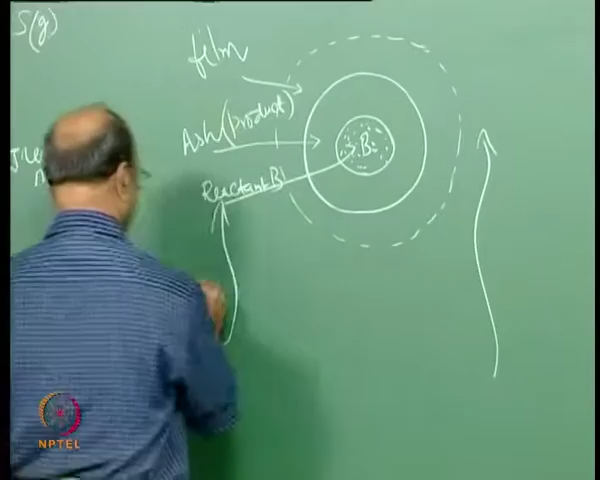 S(g)
film
Ash (Product)
B
Reactant B
NPTEL